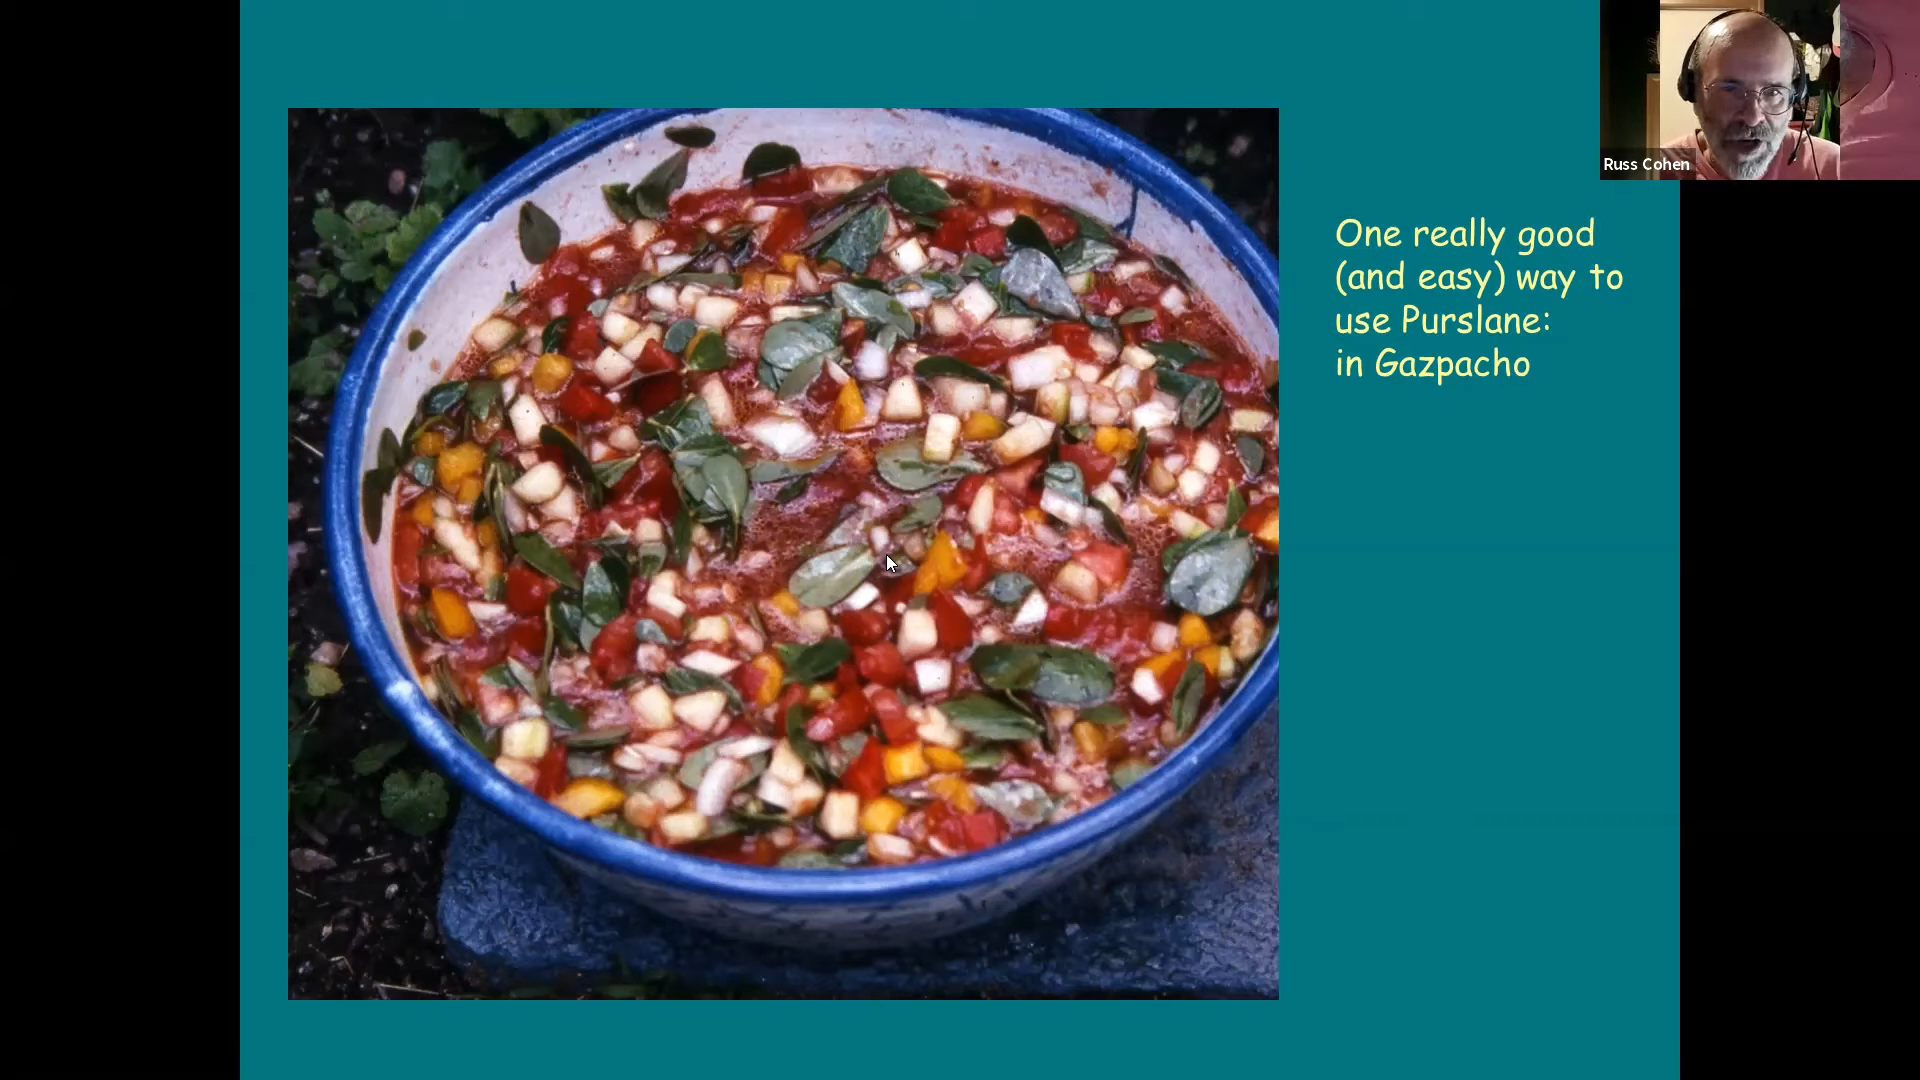 Russ Cohen
One really good
(and easy) way to
use Purslane:
in Gazpacho